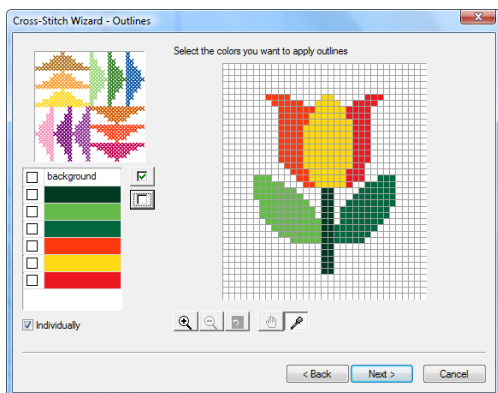 Cross-Stitch Wizard - Outlines
Select the colors you want to apply outlines
background
Individually
< Back
Next >
Cancel